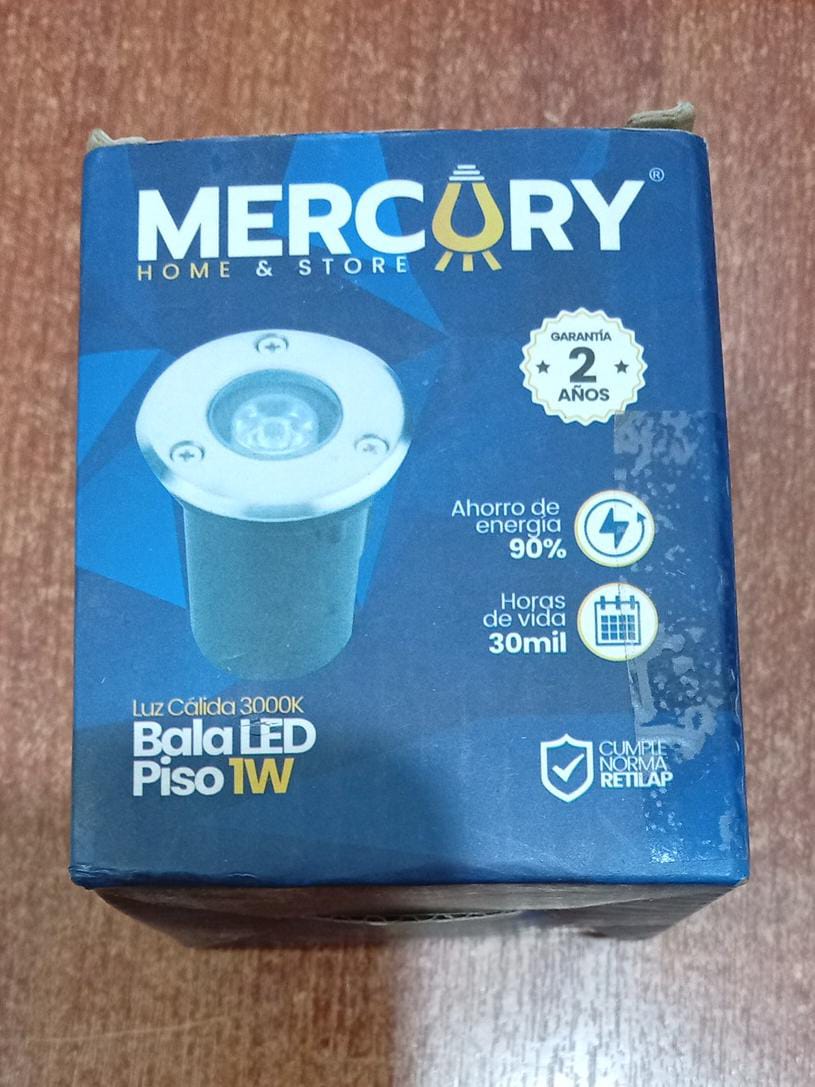 MERCURY®
HOME & STORE
GARANTÍA
2
AÑOS
Ahorro de
energía
90%
Horas
de vida
30mil
Luz Cálida 3000K
Bala LED
Piso 1W
CUMPLE
NORMA
RETILAP